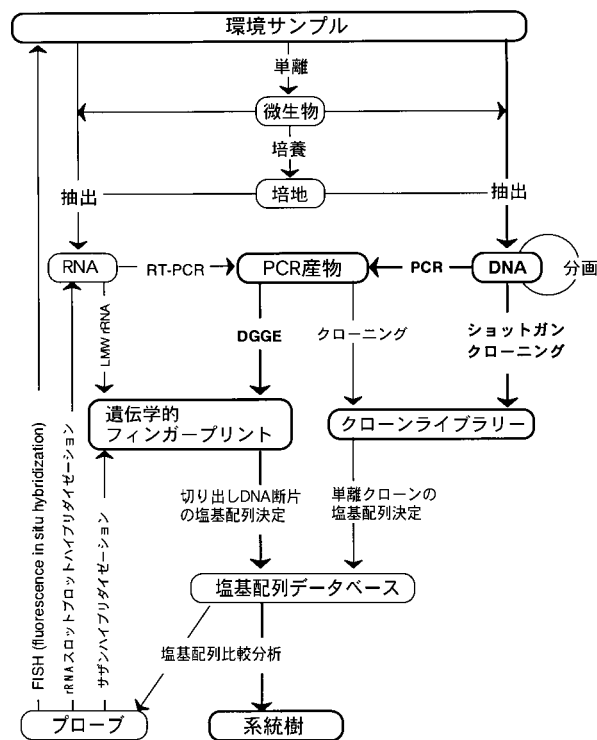 環境サンプル
単離
微生物
培養
培地
抽出
抽出
RNA
RT-PCR
PCR産物
PCR
DNA
分画
LMW rRNA
DGGE
クローニング
ショットガン
クローニング
遺伝学的
フィンガープリント
クローンライブラリー
切り出しDNA断片
の塩基配列決定
単離クローンの
塩基配列決定
FISH (fluorescence in situ hybridization)
rRNAスロットブロットハイブリダイゼーション
サザンハイブリダイゼーション
塩基配列データベース
塩基配列比較分析
プローブ
系統樹